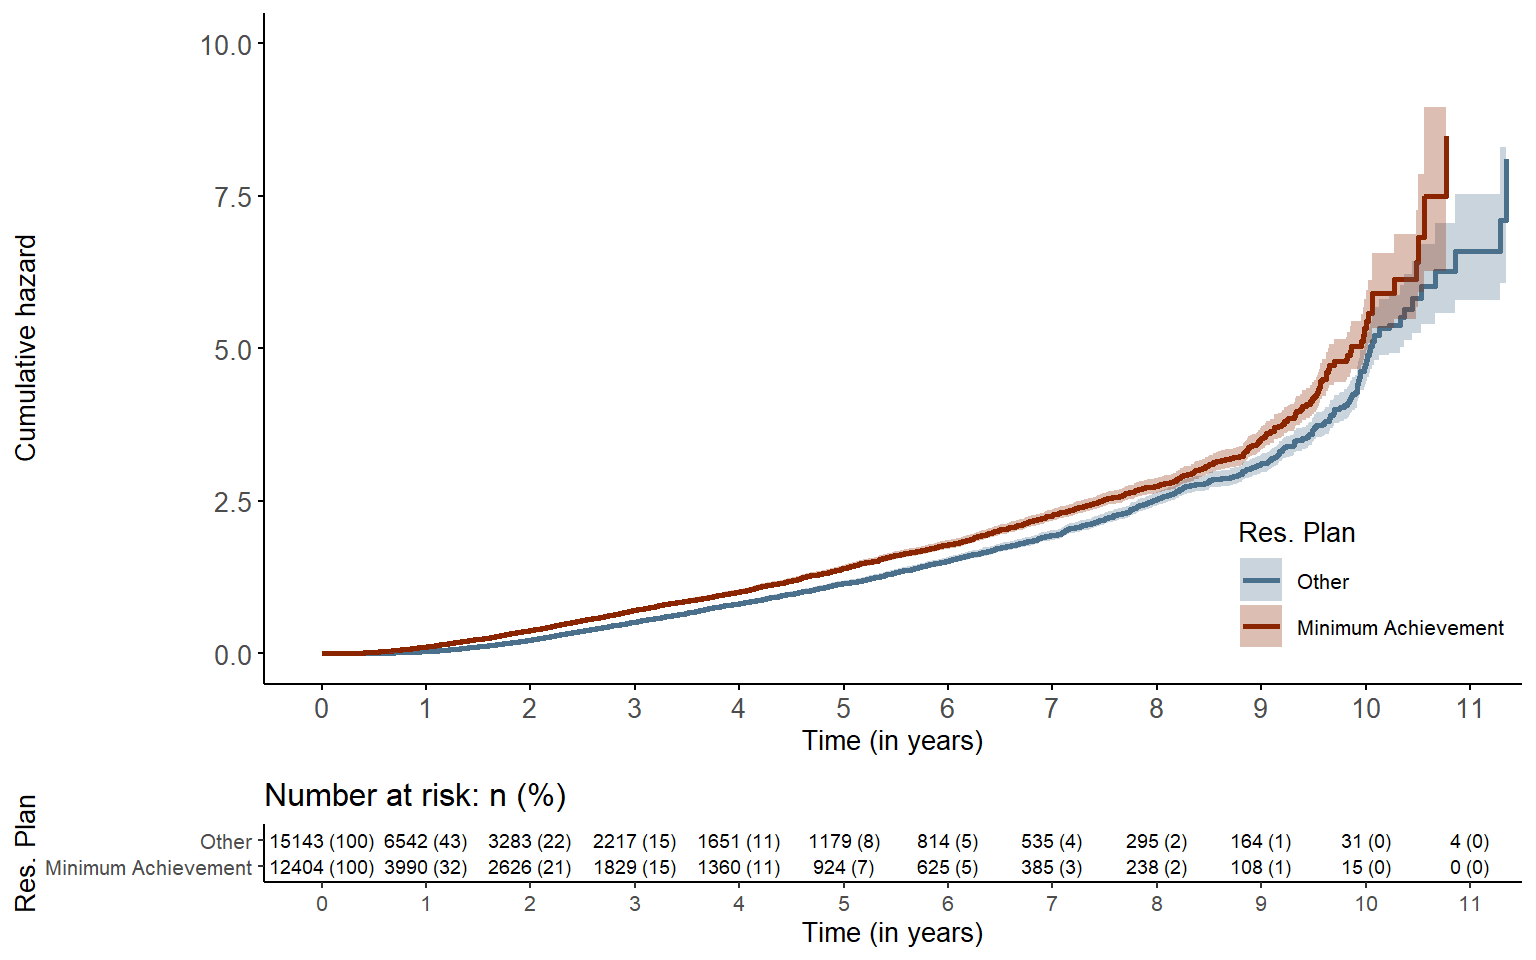 10.0
7.5
5.0
2.5
0.0
Cumulative hazard
Res. Plan
Other
Minimum Achievement
0 1 2 3 4 5 6 7 8 9 10 11
Time (in years)
Number at risk: n (%)
Res. Plan
Other 15143 (100) 6542 (43) 3283 (22) 2217 (15) 1651 (11) 1179 (8) 814 (5) 535 (4) 295 (2) 164 (1) 31 (0) 4 (0)
Minimum Achievement 12404 (100) 3990 (32) 2626 (21) 1829 (15) 1360 (11) 924 (7) 625 (5) 385 (3) 238 (2) 108 (1) 15 (0) 0 (0)
0 1 2 3 4 5 6 7 8 9 10 11
Time (in years)